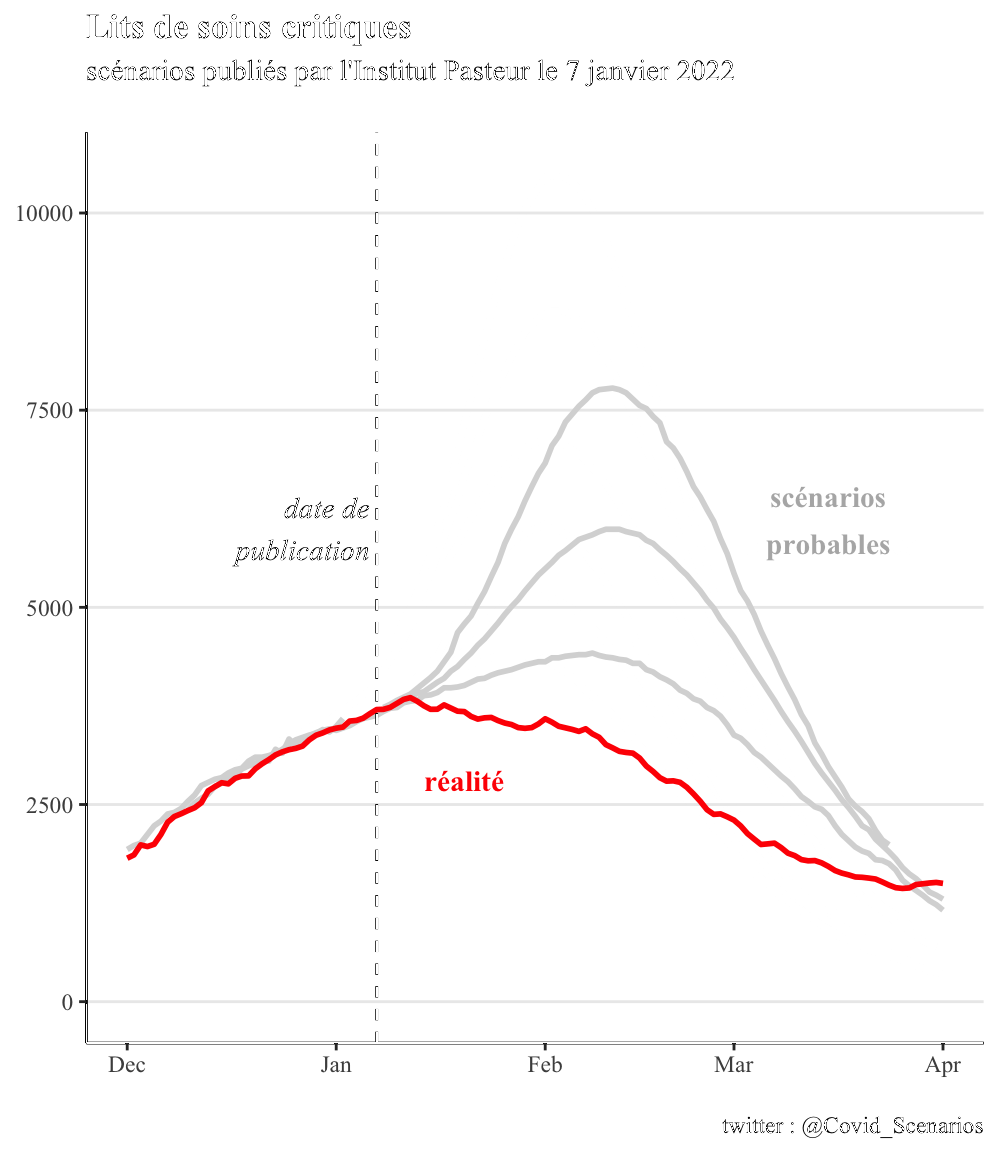 Lits de soins critiques
scénarios publiés par l'Institut Pasteur le 7 janvier 2022
10000
7500
5000
2500
0
date de
publication
scénarios
probables
réalité
Dec Jan Feb Mar Apr
twitter : @Covid_Scenarios